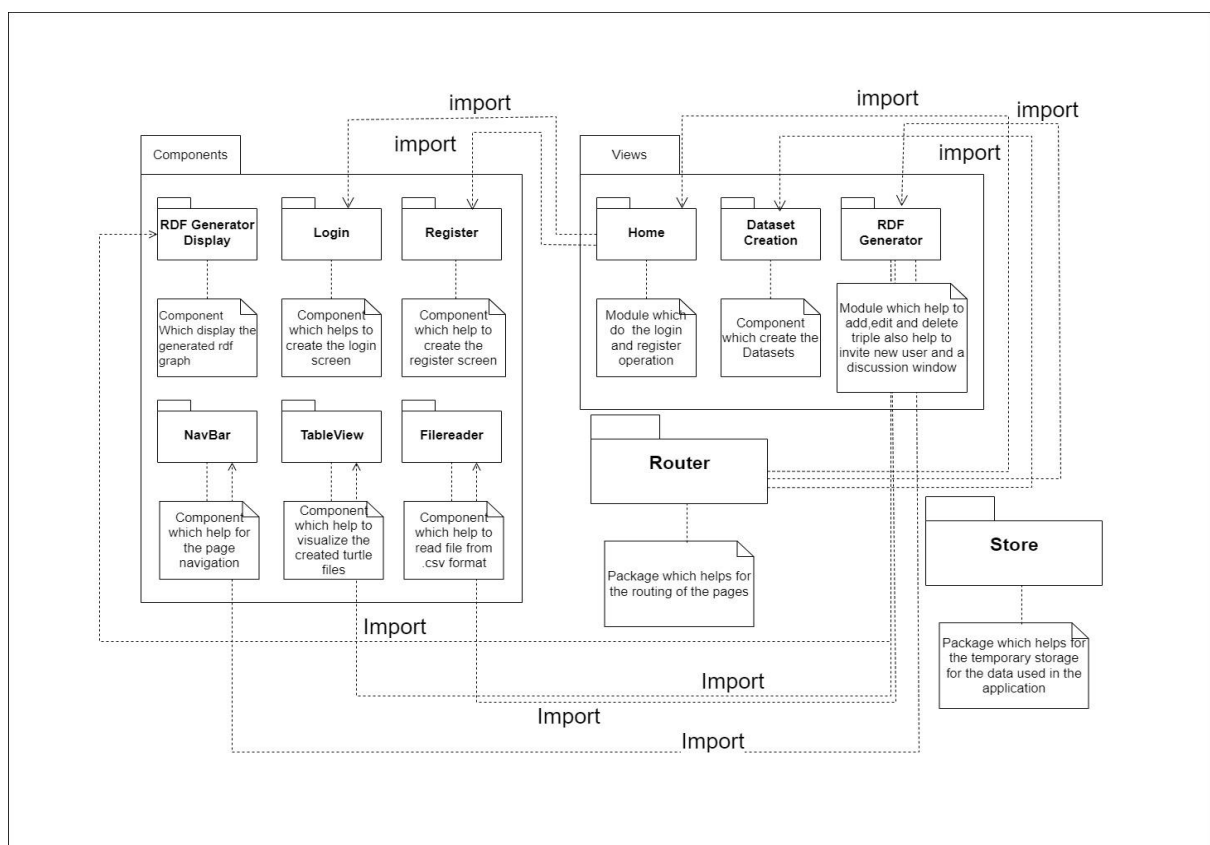 import
import
import
import
import
Components
Views
RDF Generator
Display
Login
Register
Home
Dataset
Creation
RDF
Generator
Component
Which display the
generated rdf
graph
Component
which helps to
create the login
screen
Component
which help to
create the
register screen
Module which
do the login
and register
operation
Component
which create the
Datasets
Module which help to
add,edit and delete
triple also help to
invite new user and a
discussion window
NavBar
TableView
Filereader
Router
Component
which help for
the page
navigation
Component
which help to
visualize the
created turtle
files
Component
which help to
read file from
.csv format
Store
Package which helps for
the routing of the pages
Package which helps for
the temporary storage
for the data used in the
application
Import
Import
Import
Import